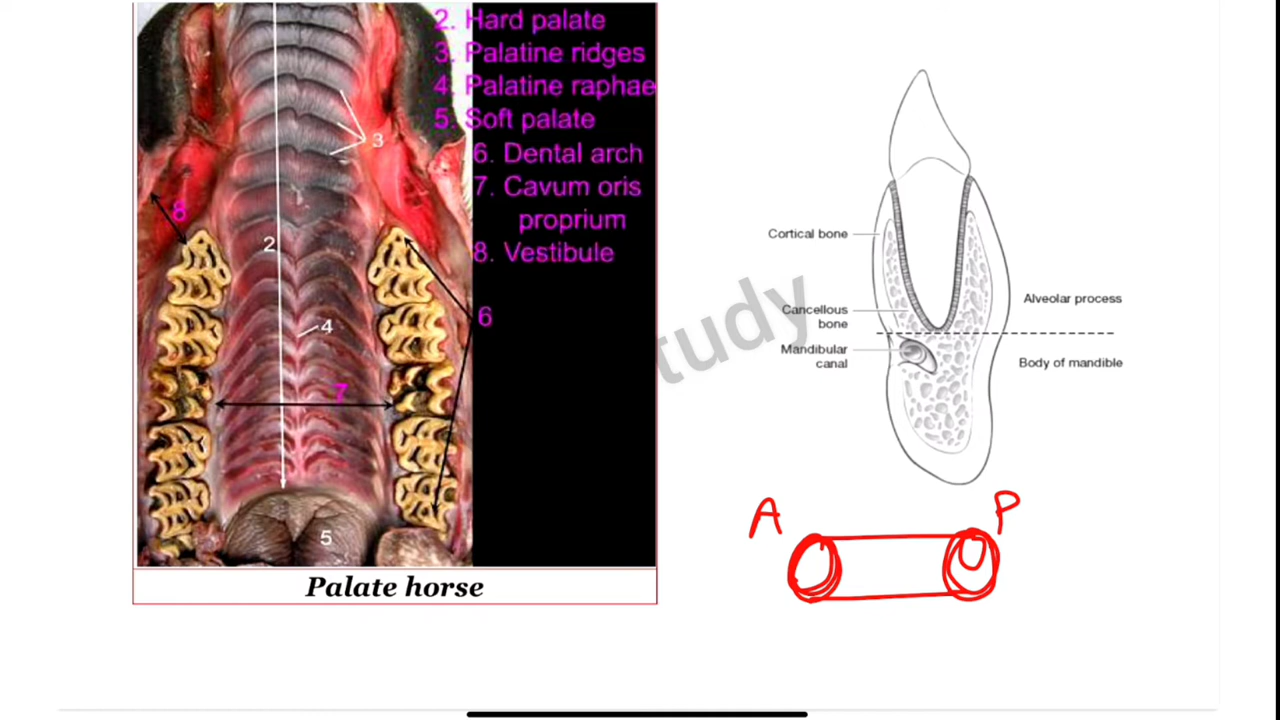 2. Hard palate
3. Palatine ridges
4. Palatine raphae
5. Soft palate
6. Dental arch
7. Cavum oris
proprium
8. Vestibule
3
8
2
4
6
7
5
Palate horse
Cortical bone
Cancellous
bone
Mandibular
canal
Alveolar process
Body of mandible
tudy
A
P